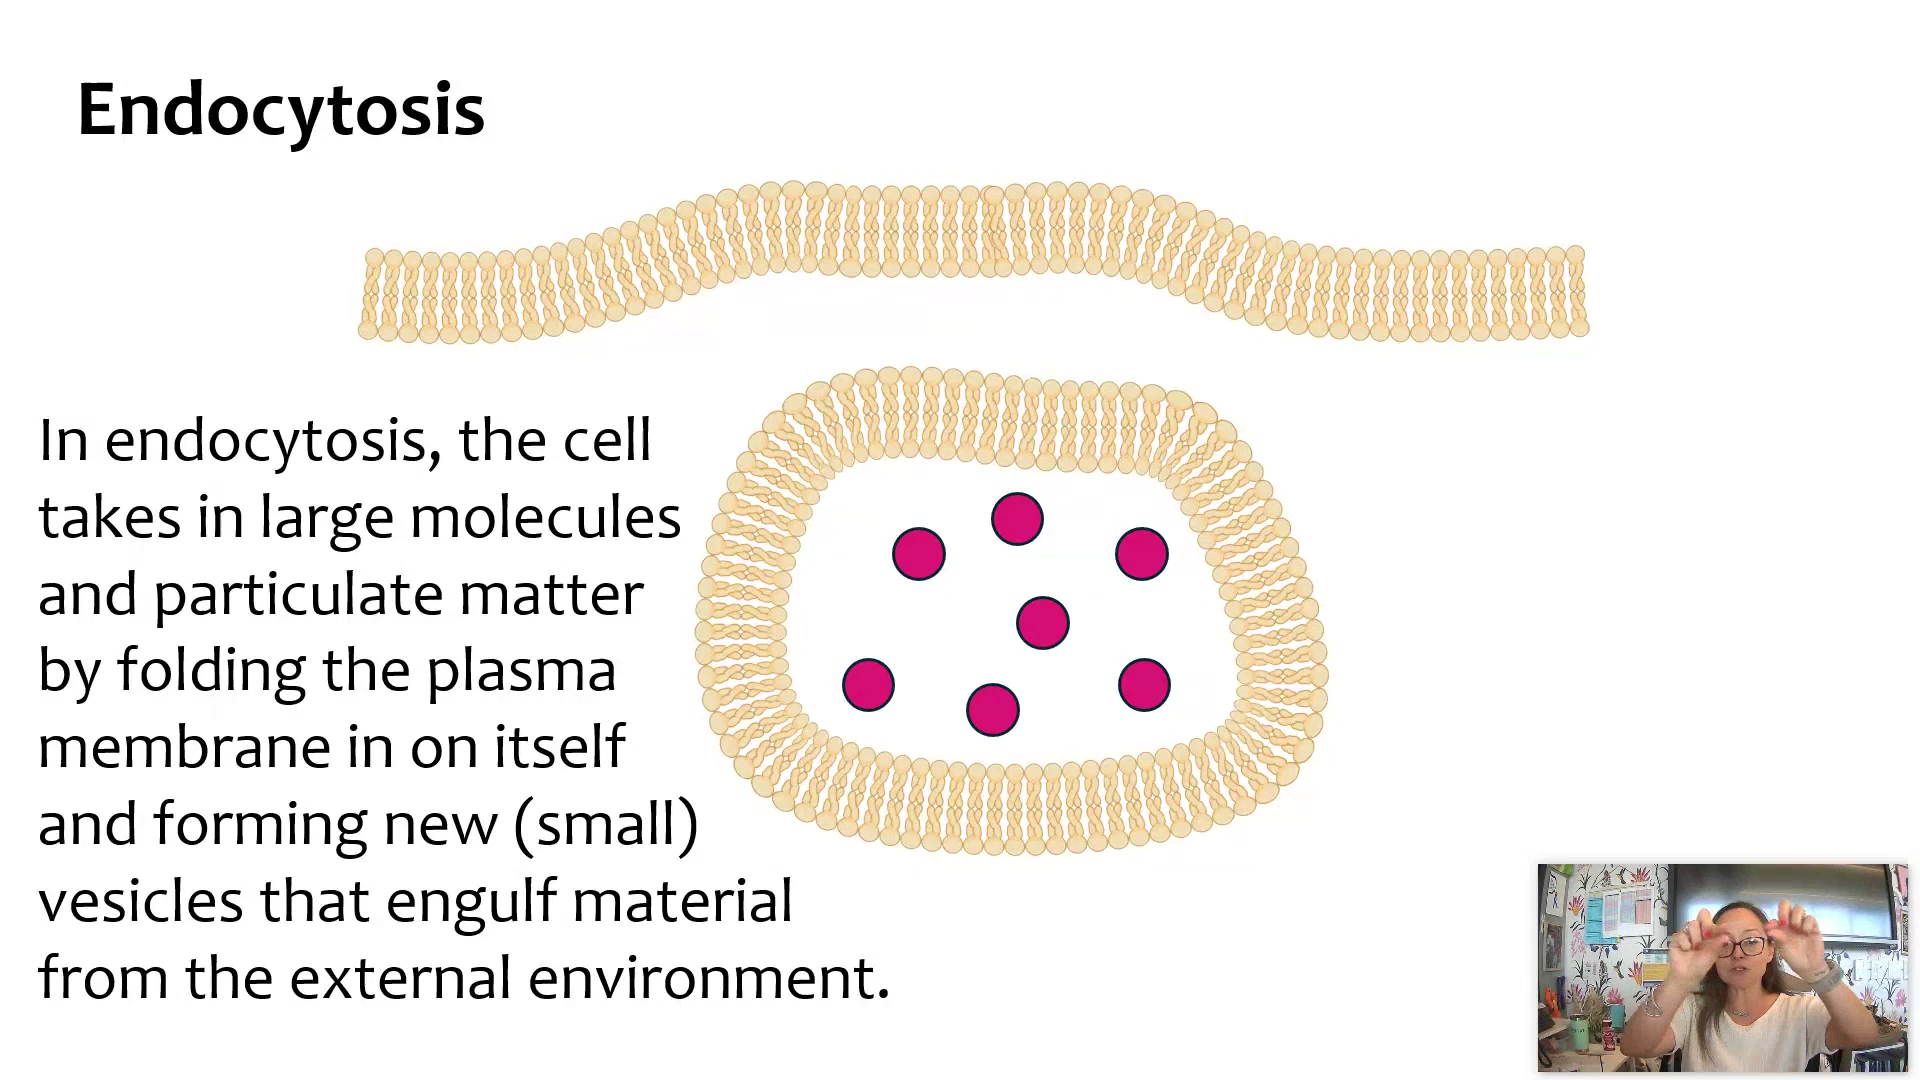 Endocytosis
In endocytosis, the cell
takes in large molecules
and particulate matter
by folding the plasma
membrane in on itself
and forming new (small)
vesicles that engulf material
from the external environment.